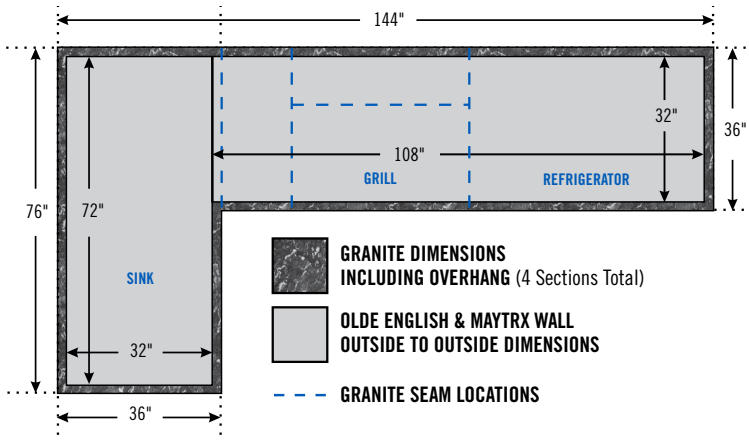 144"
76"
72"
32"
36"
108"
GRILL
REFRIGERATOR
SINK
32"
36"
GRANITE DIMENSIONS
INCLUDING OVERHANG (4 Sections Total)
OLDE ENGLISH & MAYTRX WALL
OUTSIDE TO OUTSIDE DIMENSIONS
GRANITE SEAM LOCATIONS